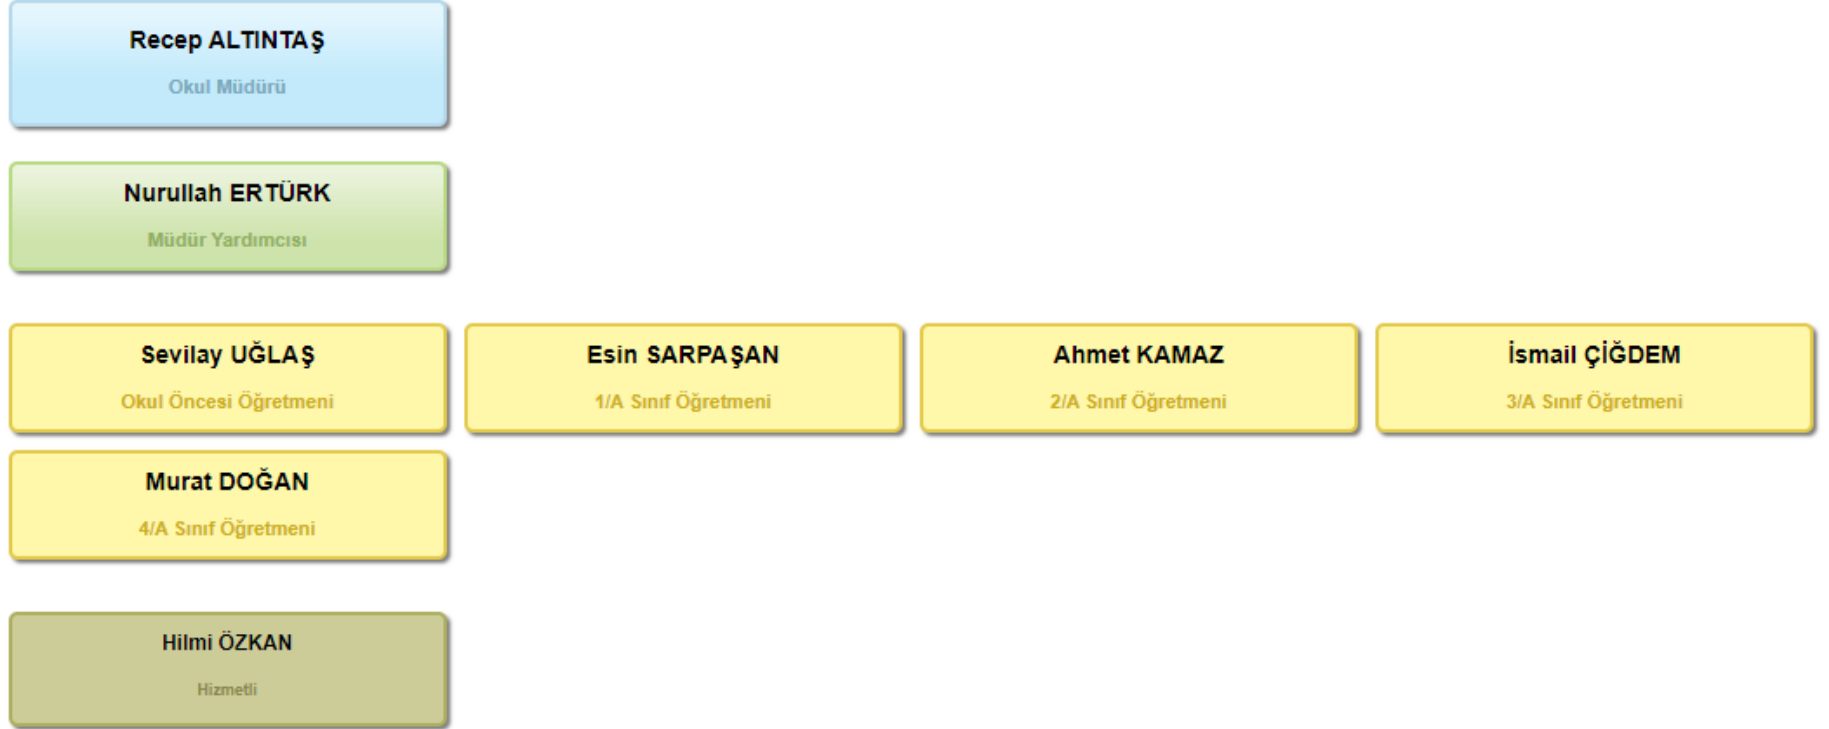 Recep ALTINTAŞ
Okul Müdürü
Nurullah ERTÜRK
Müdür Yardımcısı
Sevilay UĞLAŞ
Okul Öncesi Öğretmeni
Esin SARPAŞAN
1/A Sınıf Öğretmeni
Ahmet KAMAZ
2/A Sınıf Öğretmeni
İsmail ÇİĞDEM
3/A Sınıf Öğretmeni
Murat DOĞAN
4/A Sınıf Öğretmeni
Hilmi ÖZKAN
Hizmetli